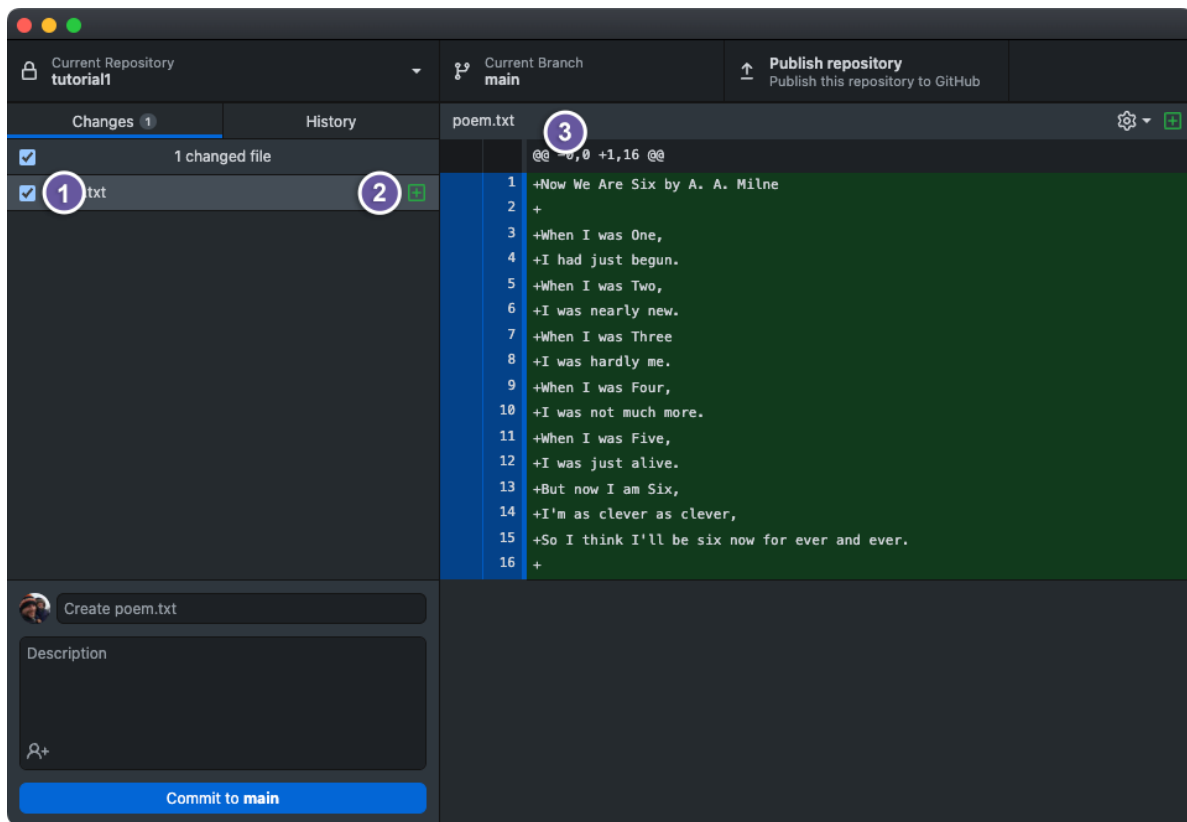 Current Repository
tutorial1
Current Branch
main
Publish repository
Publish this repository to GitHub
Changes 1
History
1 changed file
1
.txt
2
poem.txt
3
@@ -0,0 +1,16 @@
1 +Now We Are Six by A. A. Milne
2 +
3 +When I was One,
4 +I had just begun.
5 +When I was Two,
6 +I was nearly new.
7 +When I was Three
8 +I was hardly me.
9 +When I was Four,
10 +I was not much more.
11 +When I was Five,
12 +I was just alive.
13 +But now I am Six,
14 +I'm as clever as clever,
15 +So I think I'll be six now for ever and ever.
16 +
Create poem.txt
Description
Commit to main